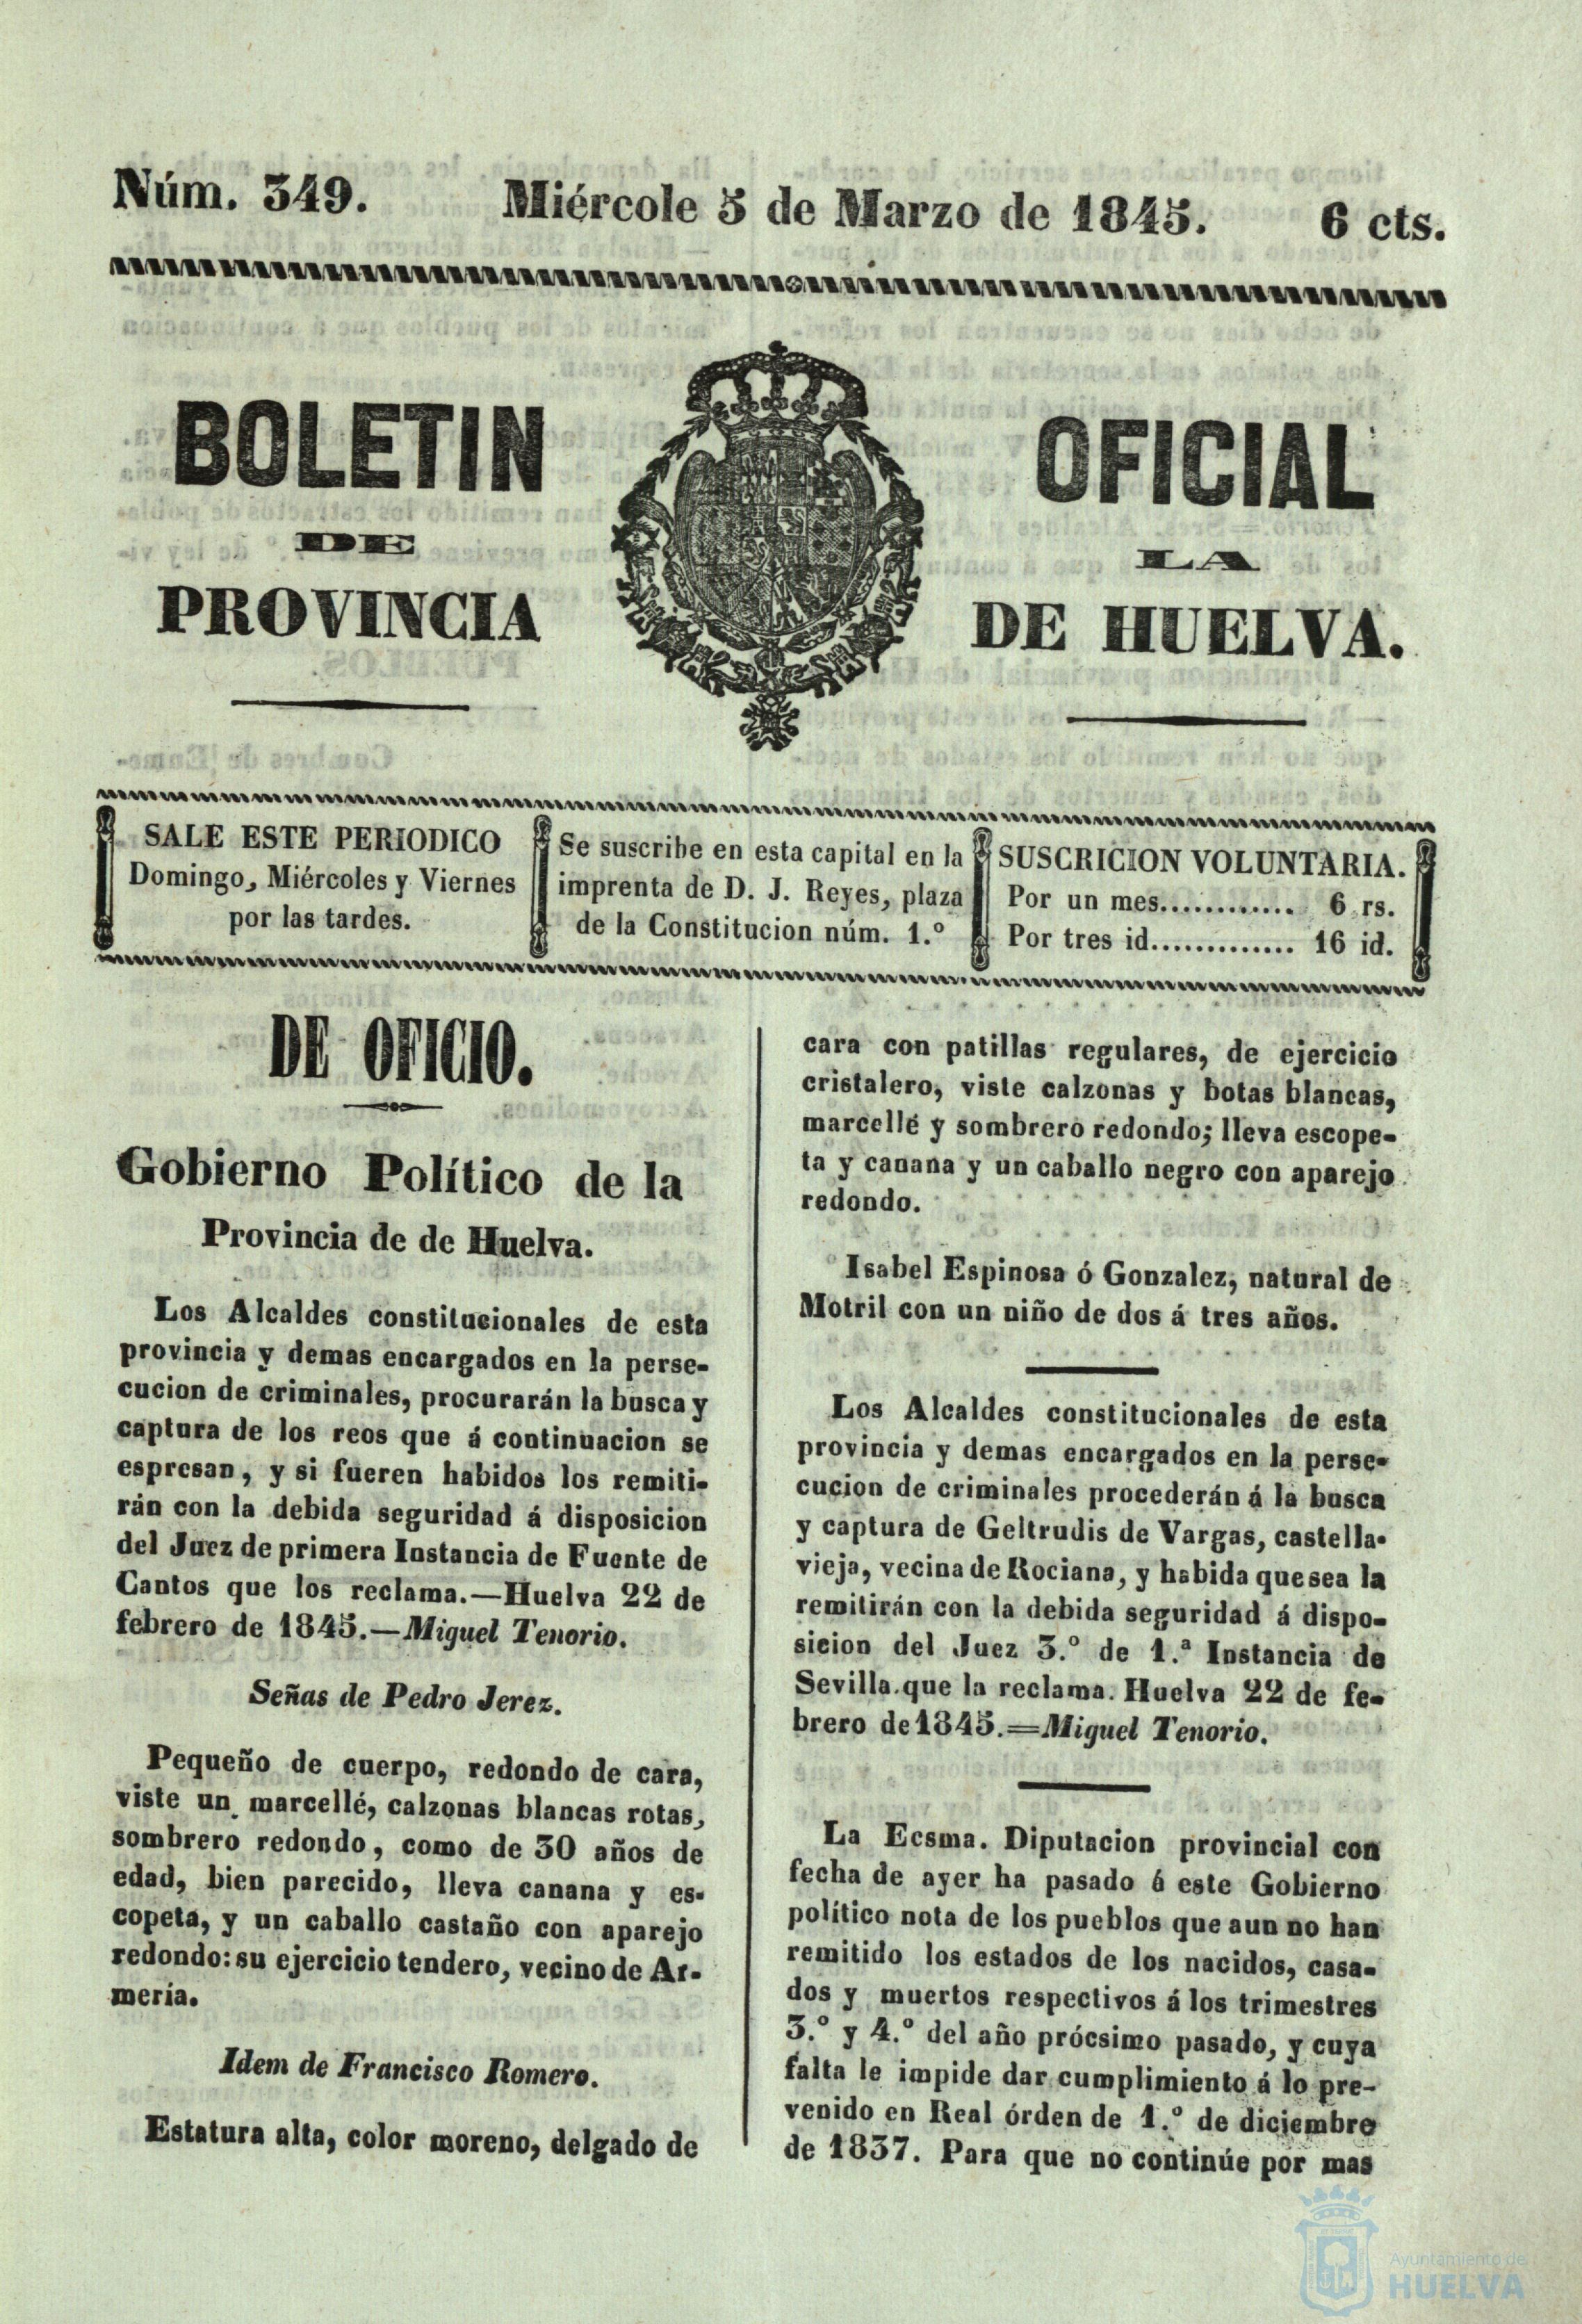 Núm. 349. Miércole 5 de Marzo de 1845. 6 cts.
BOLETIN OFICIAL
DE LA
PROVINCIA DE HUELVA.
SALE ESTE PERIODICO
Domingo, Miércoles y Viernes
por las tardes.
Se suscribe en esta capital en la
imprenta de D. J. Reyes, plaza
de la Constitucion núm. 1.º
SUSCRICION VOLUNTARIA.
Por un mes............ 6 rs.
Por tres id............. 16 id.
DE OFICIO.
Gobierno Político de la
Provincia de de Huelva.
Los Alcaldes constitucionales de esta
provincia y demas encargados en la perse-
cucion de criminales, procurarán la busca y
captura de los reos que á continuacion se
espresan, y si fueren habidos los remiti-
rán con la debida seguridad á disposicion
del Juez de primera Instancia de Fuente de
Cantos que los reclama.—Huelva 22 de
febrero de 1845.—Miguel Tenorio.
Señas de Pedro Jerez.
Pequeño de cuerpo, redondo de cara,
viste un marcellé, calzonas blancas rotas,
sombrero redondo, como de 30 años de
edad, bien parecido, lleva canana y es-
copeta, y un caballo castaño con aparejo
redondo: su ejercicio tendero, vecino de Ar-
mería.
Idem de Francisco Romero.
Estatura alta, color moreno, delgado de
cara con patillas regulares, de ejercicio
cristalero, viste calzonas y botas blancas,
marcellé y sombrero redondo; lleva escope-
ta y canana y un caballo negro con aparejo
redondo.
Isabel Espinosa ó Gonzalez, natural de
Motril con un niño de dos á tres años.
Los Alcaldes constitucionales de esta
provincia y demas encargados en la perse-
cucion de criminales procederán á la busca
y captura de Geltrudis de Vargas, castella-
vieja, vecina de Rociana, y habida que sea la
remitirán con la debida seguridad á dispo-
sicion del Juez 3.º de 1.ª Instancia de
Sevilla que la reclama. Huelva 22 de fe-
brero de 1845.=Miguel Tenorio.
La Ecsma. Diputacion provincial con
fecha de ayer ha pasado á este Gobierno
político nota de los pueblos que aun no han
remitido los estados de los nacidos, casa-
dos y muertos respectivos á los trimestres
3.º y 4.º del año prócsimo pasado, y cuya
falta le impide dar cumplimiento á lo pre-
venido en Real órden de 1.º de diciembre
de 1837. Para que no continúe por mas
Ayuntamiento de
HUELVA